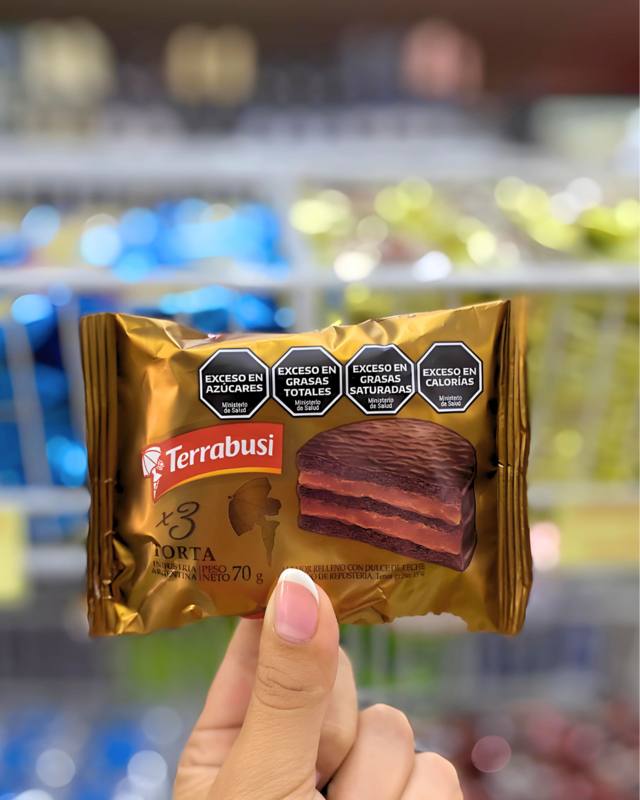 EXCESO EN
AZÚCARES
Ministerio
de Salud
EXCESO EN
GRASAS
TOTALES
Ministerio
de Salud
EXCESO EN
GRASAS
SATURADAS
Ministerio
de Salud
EXCESO EN
CALORÍAS
Ministerio
de Salud
Terrabusi
x3
TORTA
INDUSTRIA
ARGENTINA
PESO
NETO 70 g
RELLENO CON DULCE DE LECHE
DE REPOSTERIA